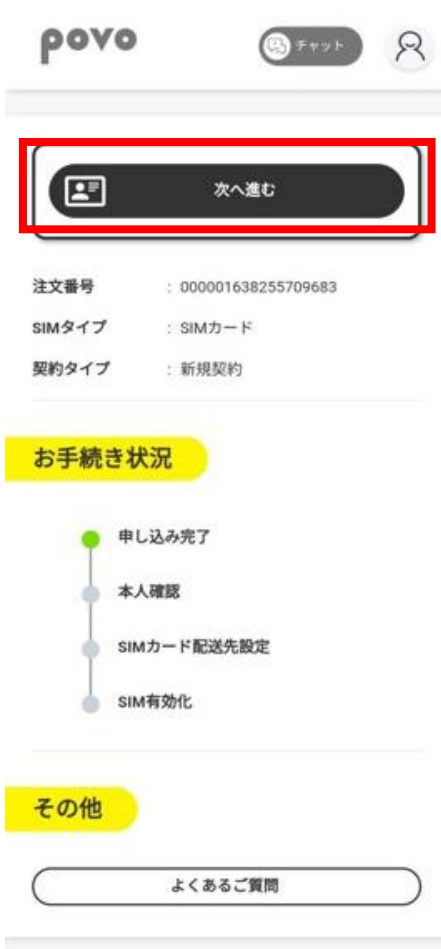 povo
チャット
次へ進む
注文番号 : 000001638255709683
SIMタイプ : SIMカード
契約タイプ : 新規契約
お手続き状況
申し込み完了
本人確認
SIMカード配送先設定
SIM有効化
その他
よくあるご質問